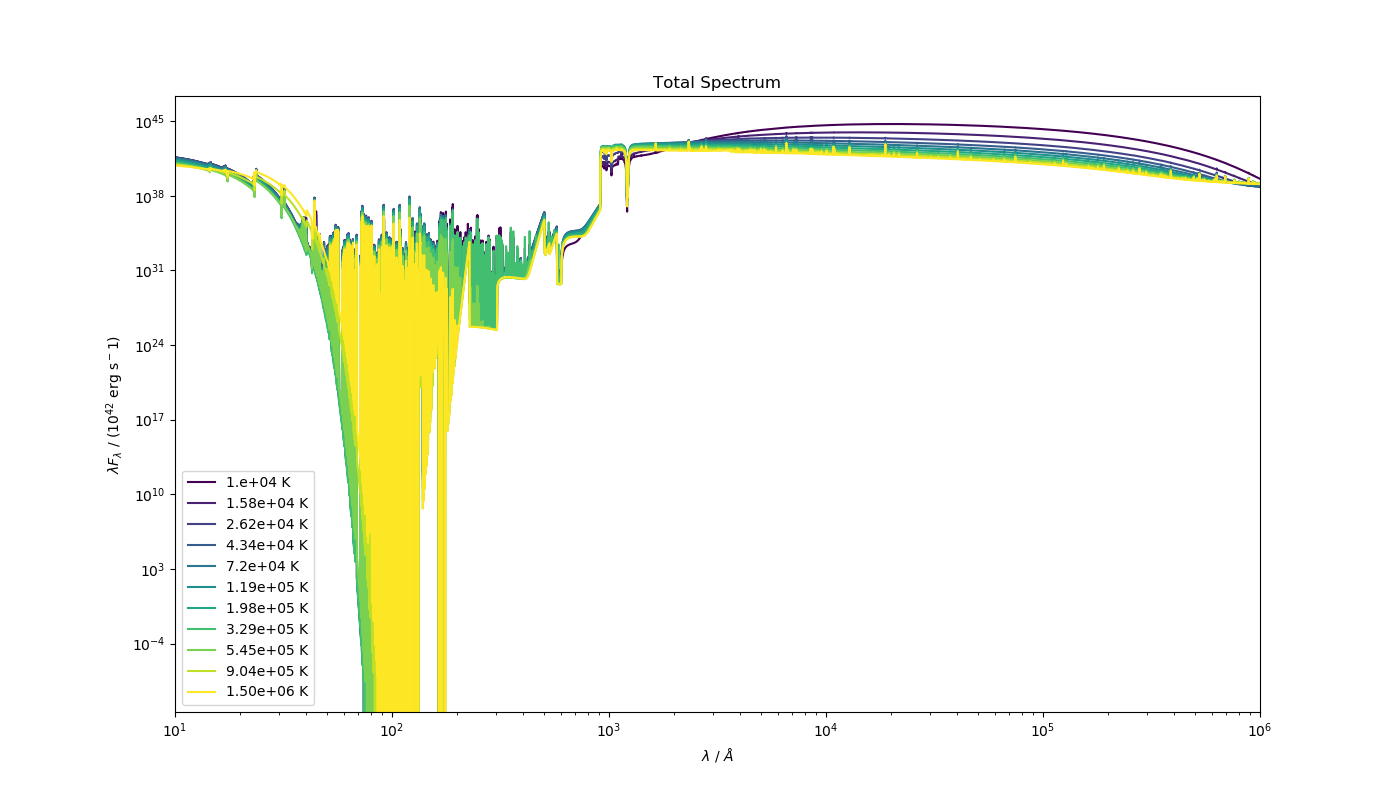 Total Spectrum
10^45
10^38
10^31
10^24
10^17
10^10
10^3
10^−4
λF_λ / (10^42 erg s^−1)
1.e+04 K
1.58e+04 K
2.62e+04 K
4.34e+04 K
7.2e+04 K
1.19e+05 K
1.98e+05 K
3.29e+05 K
5.45e+05 K
9.04e+05 K
1.50e+06 K
10^1 10^2 10^3 10^4 10^5 10^6
λ / Å